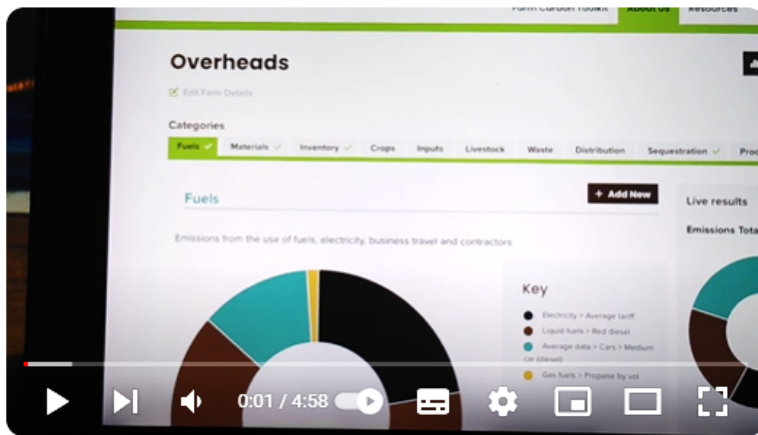 Farm Carbon Toolkit About Us Resources
Overheads
Edit Farm Details
Categories
Fuels Materials Inventory Crops Inputs Livestock Waste Distribution Sequestration
Fuels
+ Add New
Live results
Emissions from the use of fuels, electricity, business travel and contractors.
Emissions
Key
Electricity > Average tariff
Liquid fuels > Red diesel
Average data > Cars > Medium
car (diesel)
Gas fuels > Propane by vol
0:01 / 4:58